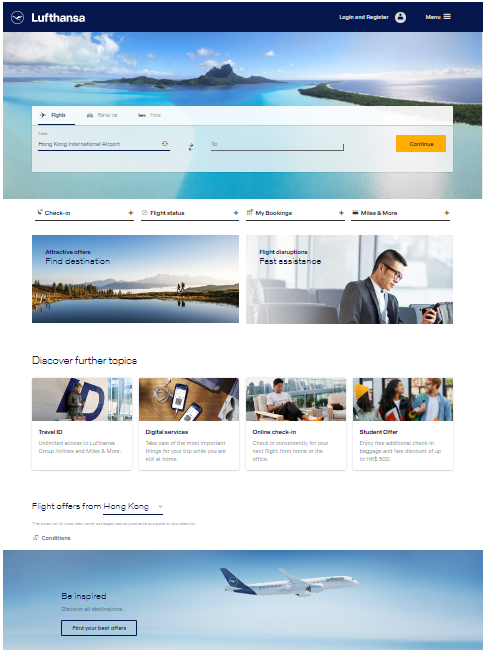 Lufthansa
Login and Register
Menu
Flights
Rental car
Hotel
From
Hong Kong International Airport
To
Continue
Check-in
Flight status
My Bookings
Miles & More
Attractive offers
Find destination
Flight disruptions
Fast assistance
Discover further topics
Travel ID
Unlimited access to Lufthansa
Group Airlines and Miles & More.
Digital services
Take care of the most important
things for your trip while you are
still at home.
Online check-in
Check in conveniently for your
next flight from home or the
office.
Student Offer
Enjoy free additional check-in
baggage and fare discount of up
to HK$ 500.
Flight offers from Hong Kong
Conditions
Be inspired
Discover all destinations.
Find your best offers